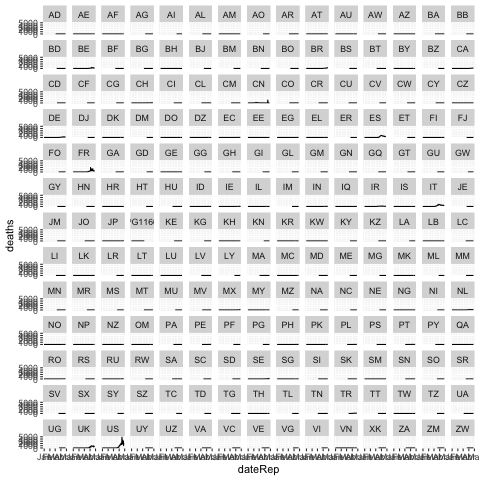 AD AE AF AG AI AL AM AO AR AT AU AW AZ BA BB
BD BE BF BG BH BJ BM BN BO BR BS BT BY BZ CA
CD CF CG CH CI CL CM CN CO CR CU CV CW CY CZ
DE DJ DK DM DO DZ EC EE EG EL ER ES ET FI FJ
FO FR GA GD GE GG GH GI GL GM GN GQ GT GU GW
GY HN HR HT HU ID IE IL IM IN IQ IR IS IT JE
JM JO JP PG116 KE KG KH KN KR KW KY KZ LA LB LC
LI LK LR LT LU LV LY MA MC MD ME MG MK ML MM
MN MR MS MT MU MV MX MY MZ NA NC NE NG NI NL
NO NP NZ OM PA PE PF PG PH PK PL PS PT PY QA
RO RS RU RW SA SC SD SE SG SI SK SM SN SO SR
SV SX SY SZ TC TD TG TH TL TN TR TT TW TZ UA
UG UK US UY UZ VA VC VE VG VI VN XK ZA ZM ZW
deaths
dateRep